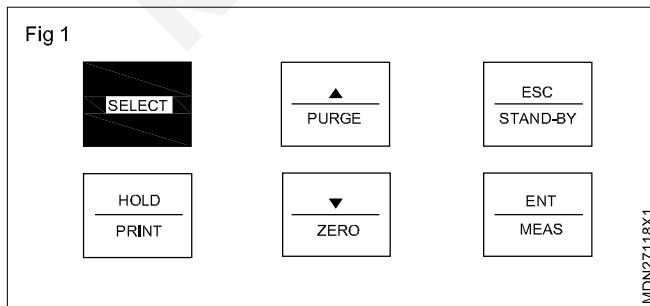 Fig 1
SELECT
▲
PURGE
ESC
STAND-BY
HOLD
PRINT
▼
ZERO
ENT
MEAS
MDN27118X1